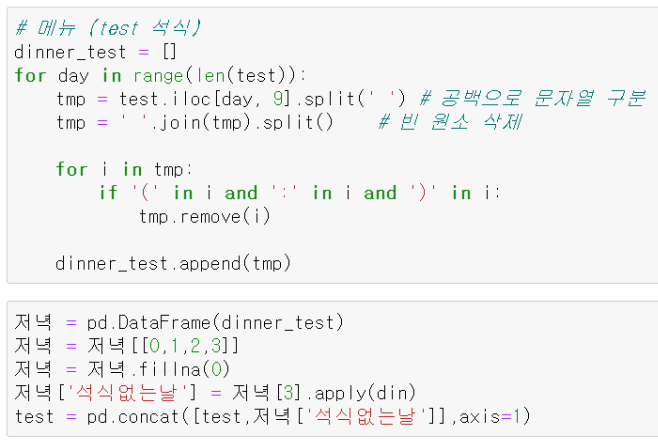 # 메뉴 (test 석식)
dinner_test = []
for day in range(len(test)):
    tmp = test.iloc[day, 9].split(' ') # 공백으로 문자열 구분
    tmp = ' '.join(tmp).split()    # 빈 원소 삭제
    for i in tmp:
        if '(' in i and ':' in i and ')' in i:
            tmp.remove(i)
    dinner_test.append(tmp)
저녁 = pd.DataFrame(dinner_test)
저녁 = 저녁[[0,1,2,3]]
저녁 = 저녁.fillna(0)
저녁['석식없는날'] = 저녁[3].apply(din)
test = pd.concat([test,저녁['석식없는날']],axis=1)